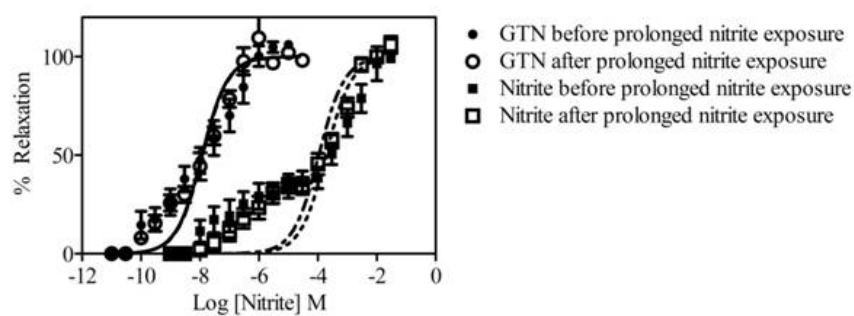 100
50
0
% Relaxation
-12 -10 -8 -6 -4 -2 0
Log [Nitrite] M
GTN before prolonged nitrite exposure
GTN after prolonged nitrite exposure
Nitrite before prolonged nitrite exposure
Nitrite after prolonged nitrite exposure